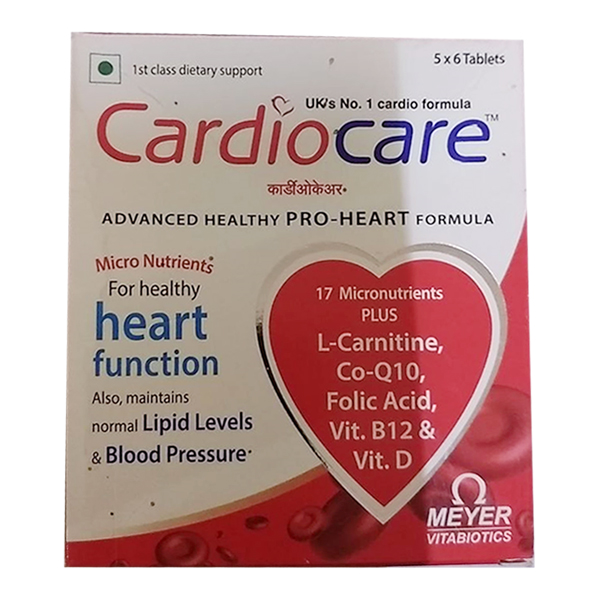 5 x 6 Tablets
1st class dietary support
UK's No. 1 cardio formula
Cardiocare™
कार्डीओकेअर*
ADVANCED HEALTHY PRO-HEART FORMULA
Micro Nutrients*
For healthy
heart
function
Also, maintains
normal Lipid Levels
& Blood Pressure*
17 Micronutrients
PLUS
L-Carnitine,
Co-Q10,
Folic Acid,
Vit. B12 &
Vit. D
MEYER
VITABIOTICS